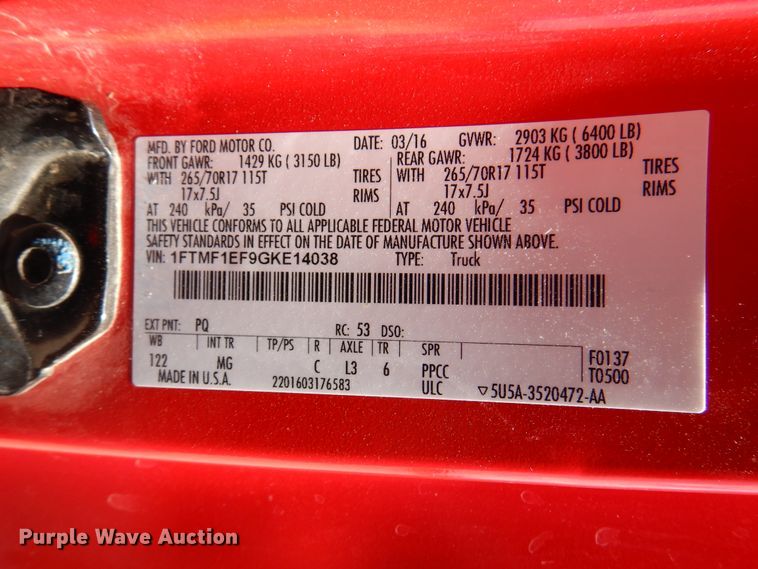 MFD. BY FORD MOTOR CO. DATE: 03/16 GVWR: 2903 KG (6400 LB)
FRONT GAWR: 1429 KG (3150 LB) REAR GAWR: 1724 KG (3800 LB)
WITH 265/70R17 115T TIRES WITH 265/70R17 115T TIRES
17x7.5J RIMS 17x7.5J RIMS
AT 240 kPa/ 35 PSI COLD AT 240 kPa/ 35 PSI COLD
THIS VEHICLE CONFORMS TO ALL APPLICABLE FEDERAL MOTOR VEHICLE
SAFETY STANDARDS IN EFFECT ON THE DATE OF MANUFACTURE SHOWN ABOVE.
VIN: 1FTMF1EF9GKE14038 TYPE: Truck
EXT PNT: PQ RC: 53 DSO:
WB INT TR TP/PS R AXLE TR SPR F0137
122 MG C L3 6 PPCC T0500
MADE IN U.S.A. 2201603176583 ULC ▽5U5A-3520472-AA
Purple Wave Auction